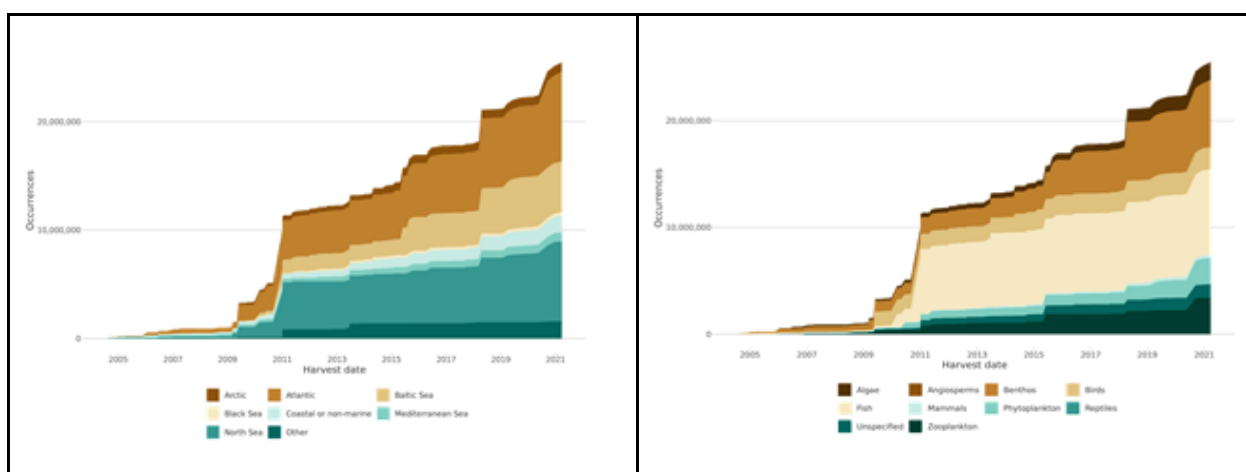 20,000,000
Occurrences
10,000,000
0
2005 2007 2009 2011 2013 2015 2017 2019 2021
Harvest date
Arctic Atlantic Baltic Sea
Black Sea Coastal or non-marine Mediterranean Sea
North Sea Other
20,000,000
Occurrences
10,000,000
0
2005 2007 2009 2011 2013 2015 2017 2019 2021
Harvest date
Algae Angiosperms Benthos Birds
Fish Mammals Phytoplankton Reptiles
Unspecified Zooplankton